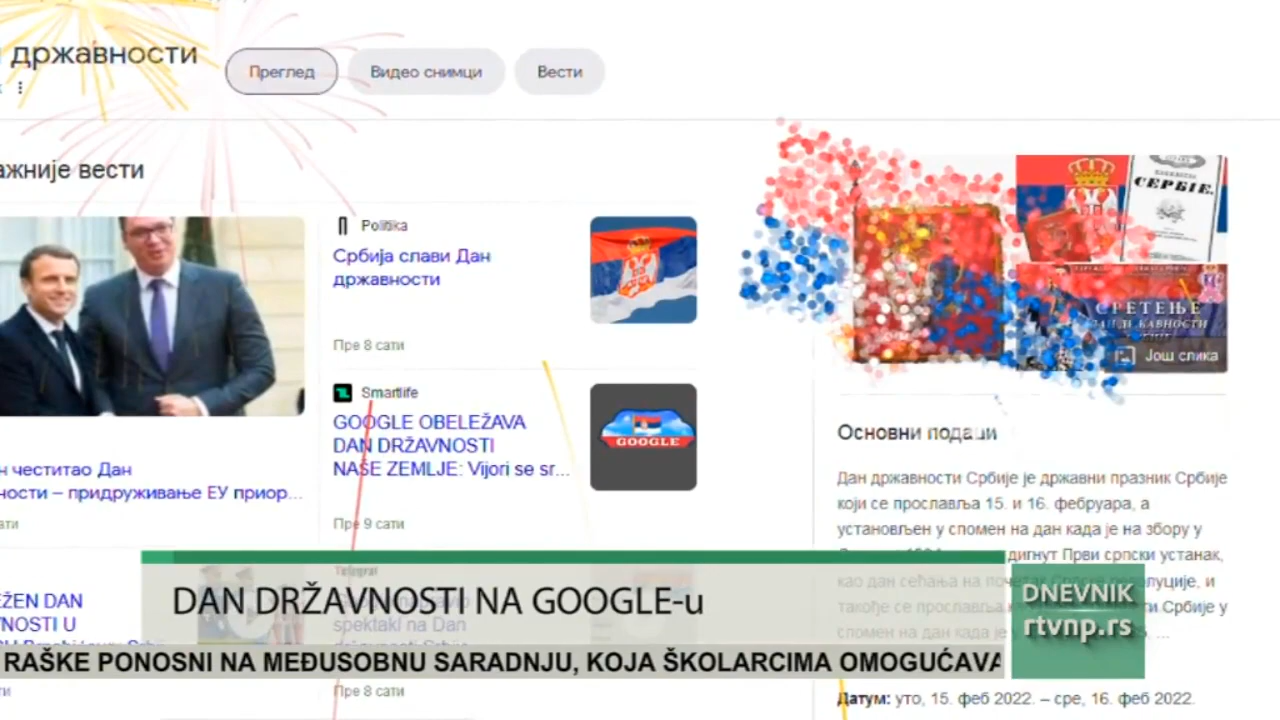 државности
Преглед
Видео снимци
Вести
вести
Politika
Србија слави Дан
државности
Пре 8 сати
Smartlife
GOOGLE OBELEŽAVA
DAN DRŽAVNOSTI
NAŠE ZEMLJE: Vijori se sr...
Пре 9 сати
GOOGLE
честитао Дан
– придруживање ЕУ приор...
DAN
U
Telegraf
spektakl na Dan
Пре 8 сати
СЕРБІЕ.
СРЕТЕЊЕ
Још слика
Основни подаци
Дан државности Србије је државни празник Србије
који се прославља 15. и 16. фебруара, а
установљен у спомен на дан када је на збору у
дигнут Први српски устанак,
као дан сећања на почетак Српске револуције, и
такође се прославља Србије у
спомен на дан када је у
Датум: уто, 15. феб 2022. – сре, 16. феб 2022.
DAN DRŽAVNOSTI NA GOOGLE-u
DNEVNIK
rtvnp.rs
RAŠKE PONOSNI NA MEĐUSOBNU SARADNJU, KOJA ŠKOLARCIMA OMOGUĆAVA